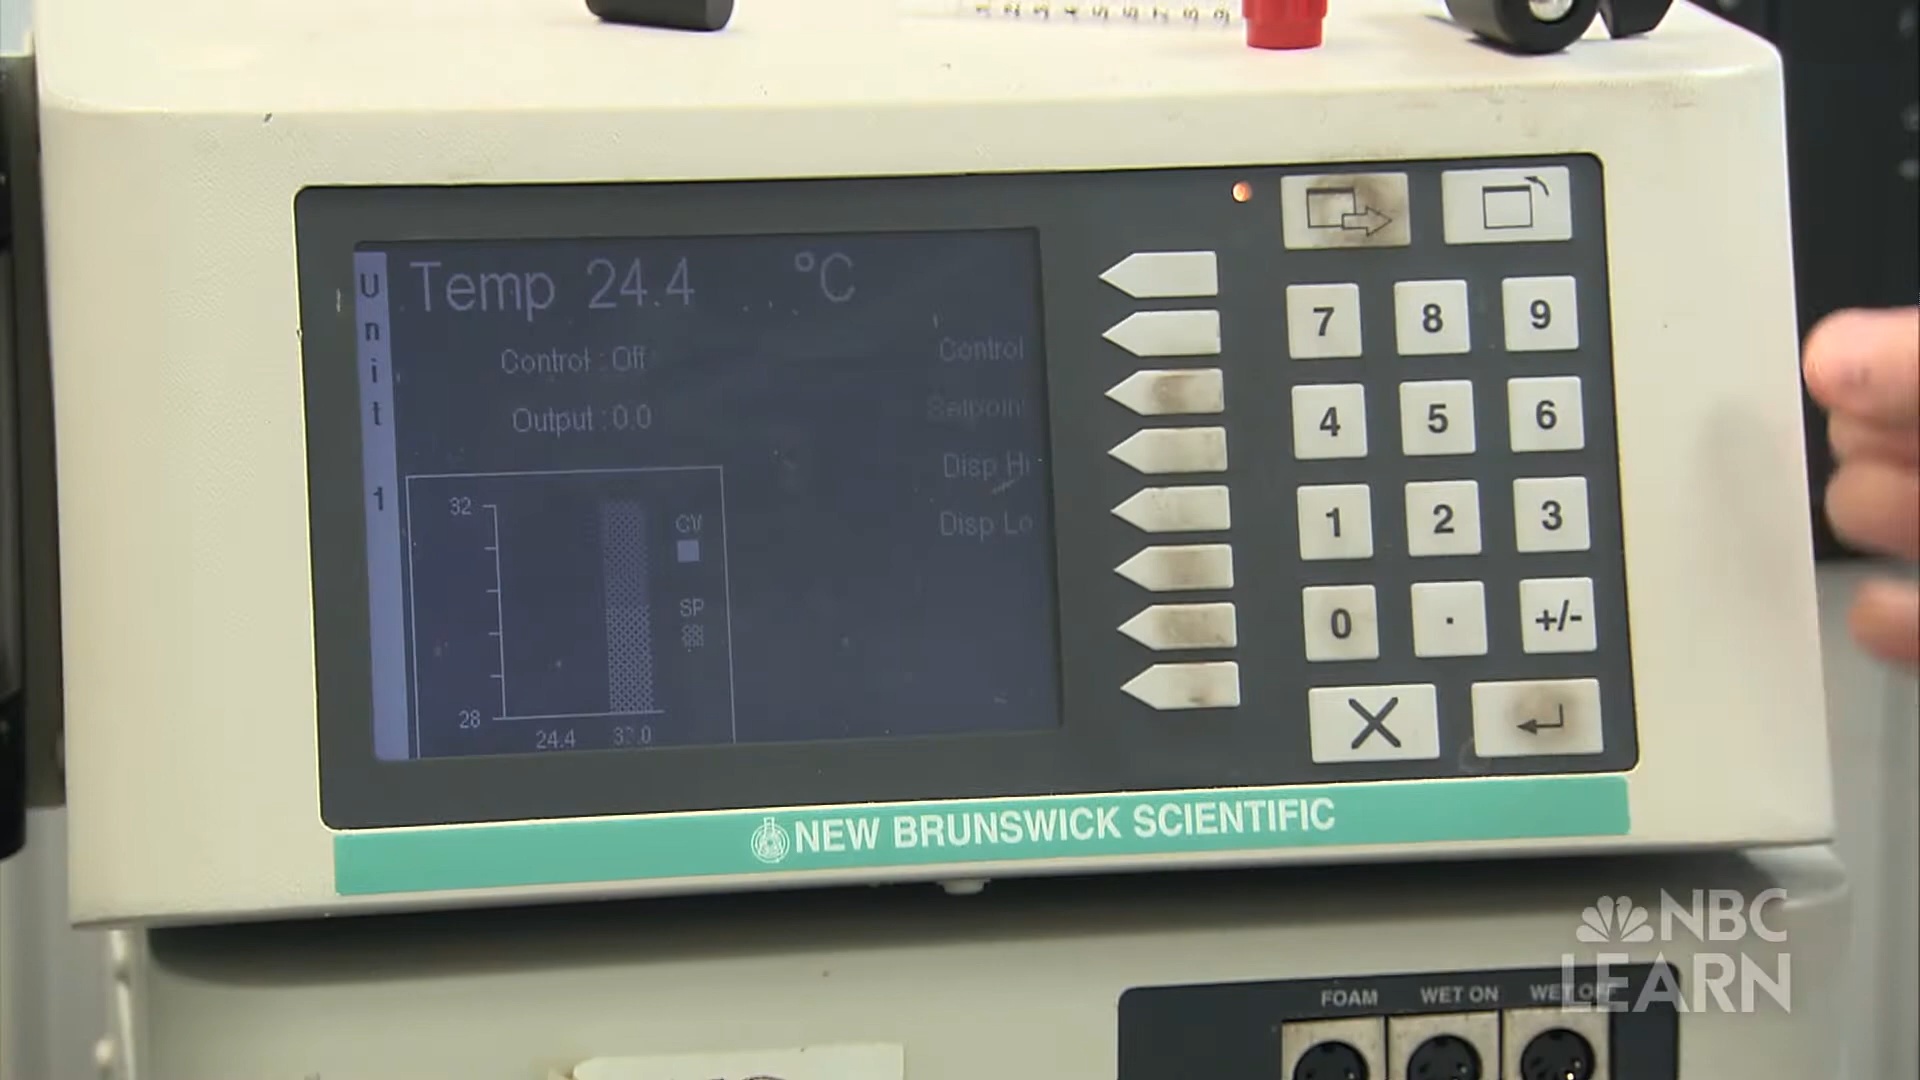 Unit 1
Temp 24.4 °C
Control : Off
Output : 0.0
Control
Setpoint
Disp Hi
Disp Lo
32
28
CV
SP
24.4
7 8 9
4 5 6
1 2 3
0 . +/-
NEW BRUNSWICK SCIENTIFIC
NBC
LEARN
FOAM WET ON WET OFF